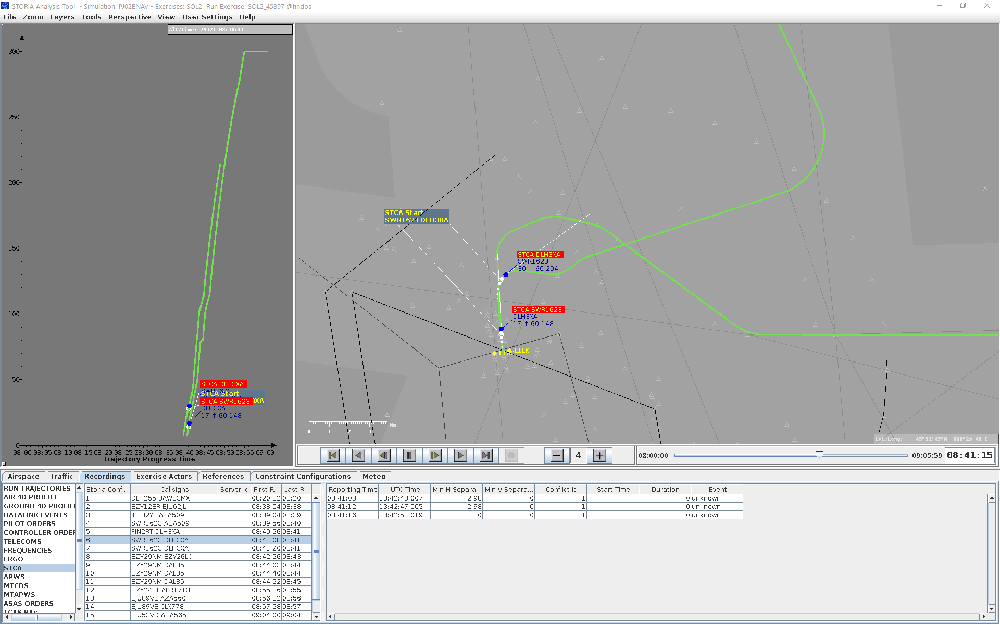 STORIA Analysis Tool - Simulation: PJ02ENAV - Exercises: SOL2 Run Exercise: SOL2_45897 @findos
File Zoom Layers Tools Perspective View User Settings Help
Alt/Time: 29121 08:30:41
300
250
200
150
100
50
0
STCA DLH3XA
SWR1623
STCA Start
STCA SWR1623 3XA
DLH3XA
17 ↑ 60 148
08:00 08:05 08:10 08:15 08:20 08:25 08:30 08:35 08:40 08:45 08:50 08:55 09:00
Trajectory Progress Time
STCA Start
SWR1623 DLH3XA
STCA DLH3XA
SWR1623
30 ↑ 60 204
STCA SWR1623
DLH3XA
17 ↑ 60 148
LILK
0 1 2 3 Nm
Lat/Long: 45°51'45"N 008°29'46"E
4 08:00:00 09:05:59 08:41:15
Airspace Traffic Recordings Exercise Actors References Constraint Configurations Meteo
RUN TRAJECTORIES
AIR 4D PROFILE
GROUND 4D PROFIL
DATALINK EVENTS
PILOT ORDERS
CONTROLLER ORDER
TELECOMS
FREQUENCIES
ERGO
STCA
APWS
MTCDS
MTAPWS
ASAS ORDERS
TCAS RAs
Storia Confl... Callsigns Server Id First R... Last R...
1 DLH255 BAW13MX 08:20:32 08:20:...
2 EZY12ER EJU62JL 08:38:04 08:38:...
3 IBE32YK AZA509 08:39:04 08:39:...
4 SWR1623 AZA509 08:39:56 08:40:...
5 FIN2RT DLH3XA 08:40:56 08:41:...
6 SWR1623 DLH3XA 08:41:08 08:41:...
7 SWR1623 DLH3XA 08:41:20 08:41:...
8 EZY29NM EZY26LC 08:42:56 08:43:...
9 EZY29NM DAL85 08:44:03 08:44:...
10 EZY29NM DAL85 08:44:40 08:44:...
11 EZY29NM DAL85 08:44:52 08:45:...
12 EZY24FT AFR1713 08:55:16 08:55:...
13 EJU89VE AZA560 08:56:12 08:56:...
14 EJU89VE CLX778 08:57:28 08:57:...
15 EJU53VD AZA565 09:04:00 09:04:...
Reporting Time UTC Time Min H Separa... Min V Separa... Conflict Id Start Time Duration Event
08:41:08 13:42:43.007 2.98 0 1 0 unknown
08:41:12 13:42:47.005 2.98 0 1 0 unknown
08:41:16 13:42:51.019 0 0 1 0 unknown